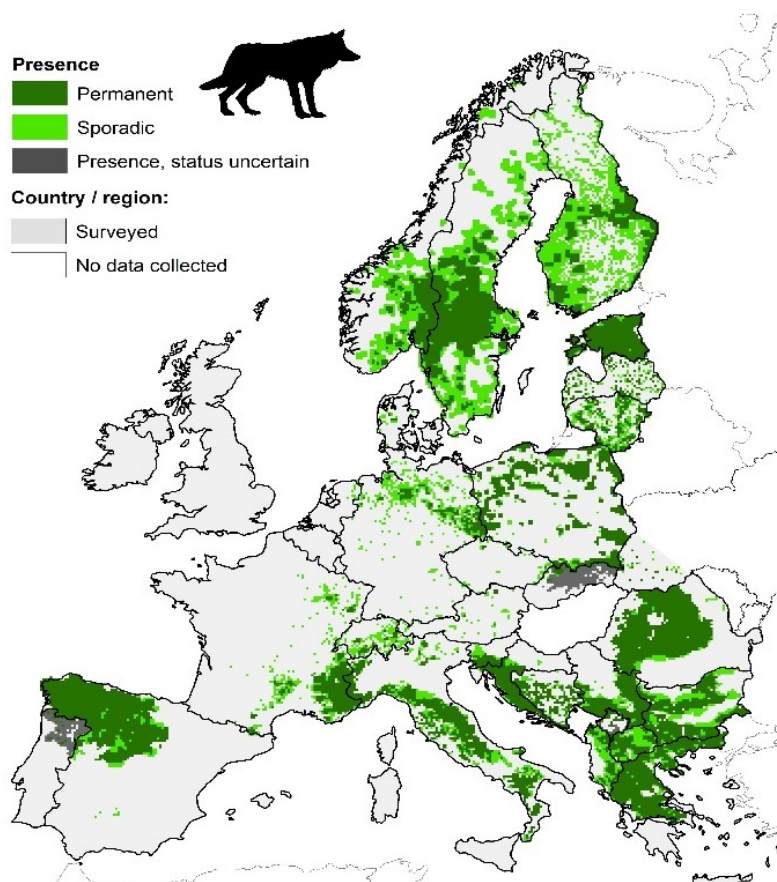 Presence
Permanent
Sporadic
Presence, status uncertain
Country / region:
Surveyed
No data collected